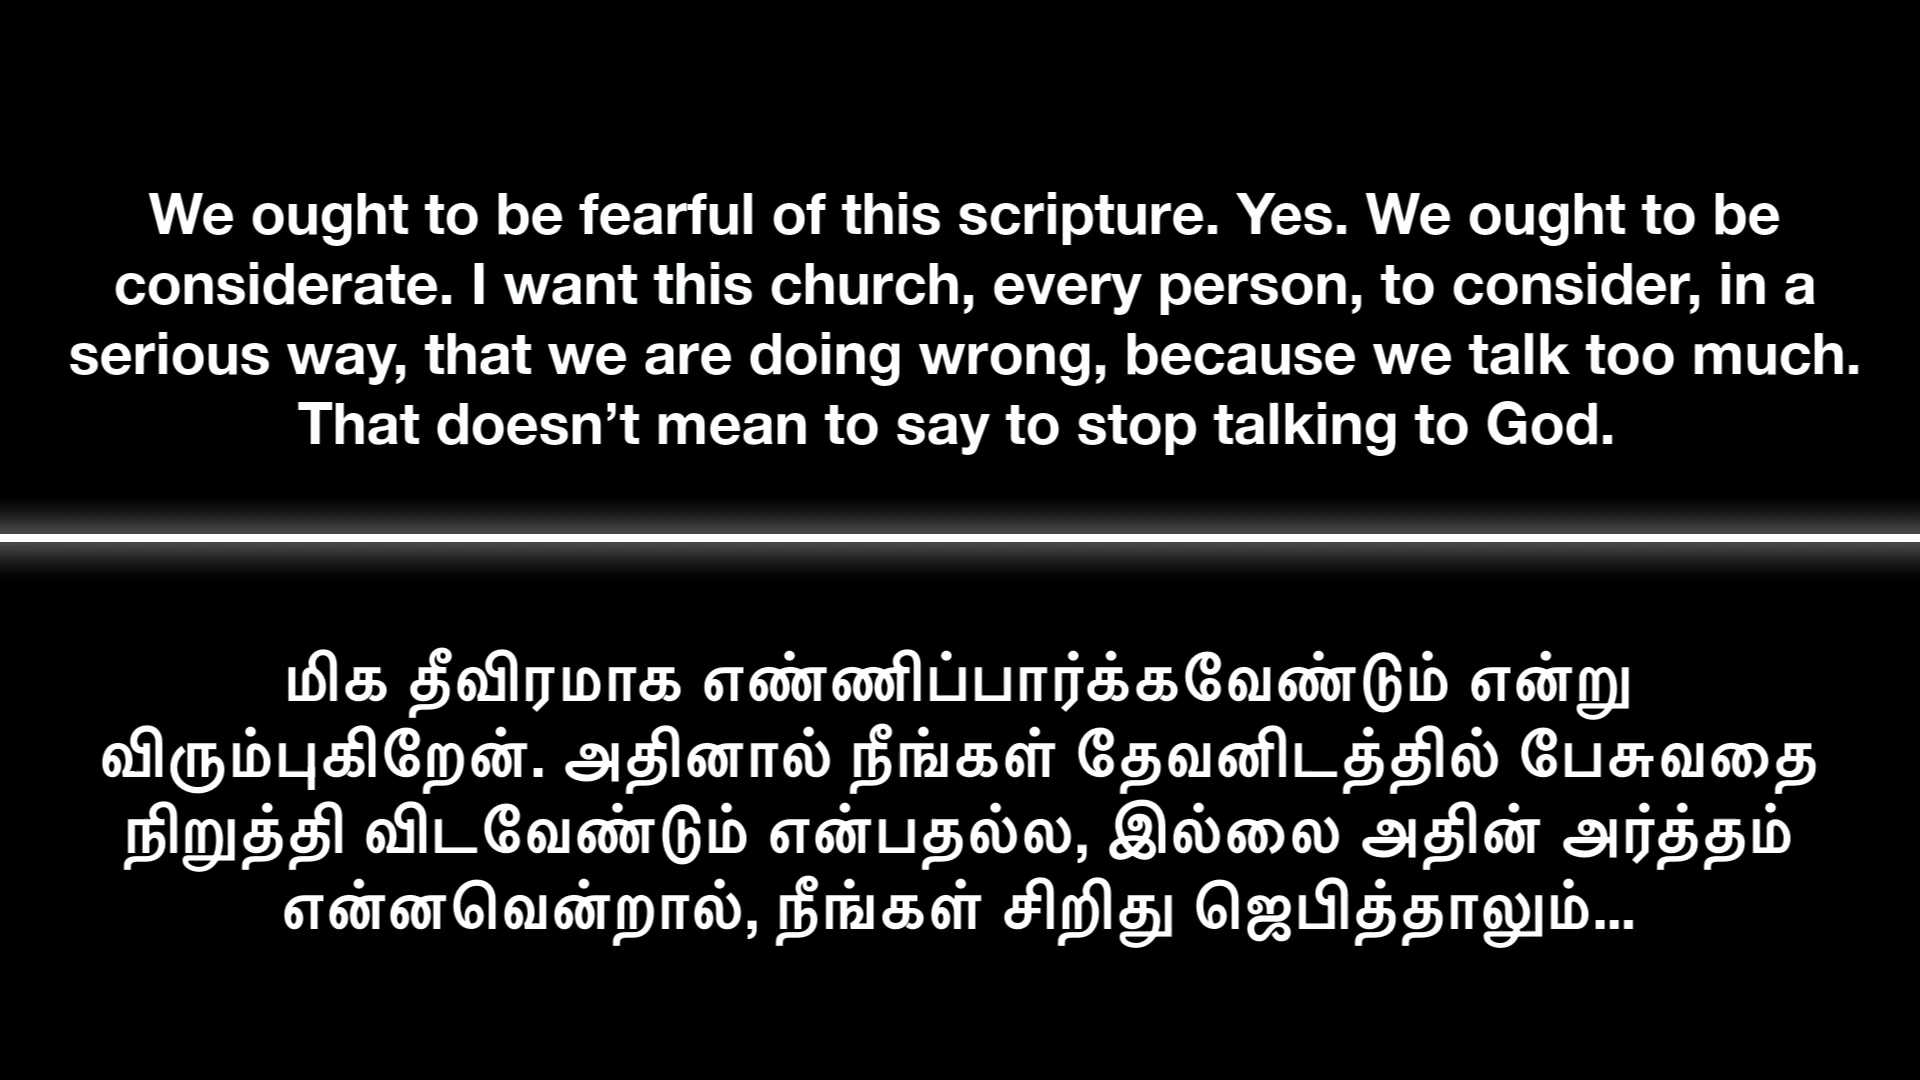 We ought to be fearful of this scripture. Yes. We ought to be
considerate. I want this church, every person, to consider, in a
serious way, that we are doing wrong, because we talk too much.
That doesn’t mean to say to stop talking to God.
மிக தீவிரமாக எண்ணிப்பார்க்கவேண்டும் என்று
விரும்புகிறேன். அதினால் நீங்கள் தேவனிடத்தில் பேசுவதை
நிறுத்தி விடவேண்டும் என்பதல்ல, இல்லை அதின் அர்த்தம்
என்னவென்றால், நீங்கள் சிறிது ஜெபித்தாலும்...